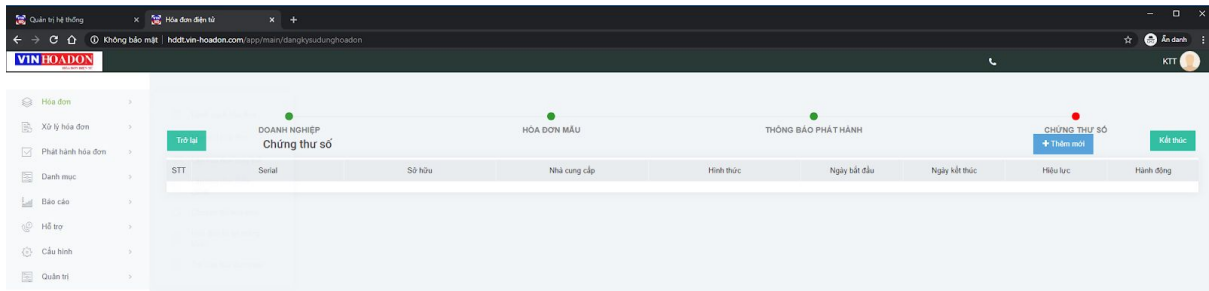 Quản trị hệ thống
Hóa đơn điện tử
Không bảo mật | hddt.vin-hoadon.com/app/main/dangkysudunghoadon
Ẩn danh
VIN HOADON
KTT
Hóa đơn
Xử lý hóa đơn
Phát hành hóa đơn
Danh mục
Báo cáo
Hỗ trợ
Cấu hình
Quản trị
DOANH NGHIỆP
HÓA ĐƠN MẪU
THÔNG BÁO PHÁT HÀNH
CHỨNG THƯ SỐ
Trở lại
Chứng thư số
+ Thêm mới
Kết thúc
STT Serial Sở hữu Nhà cung cấp Hình thức Ngày bắt đầu Ngày kết thúc Hiệu lực Hành động